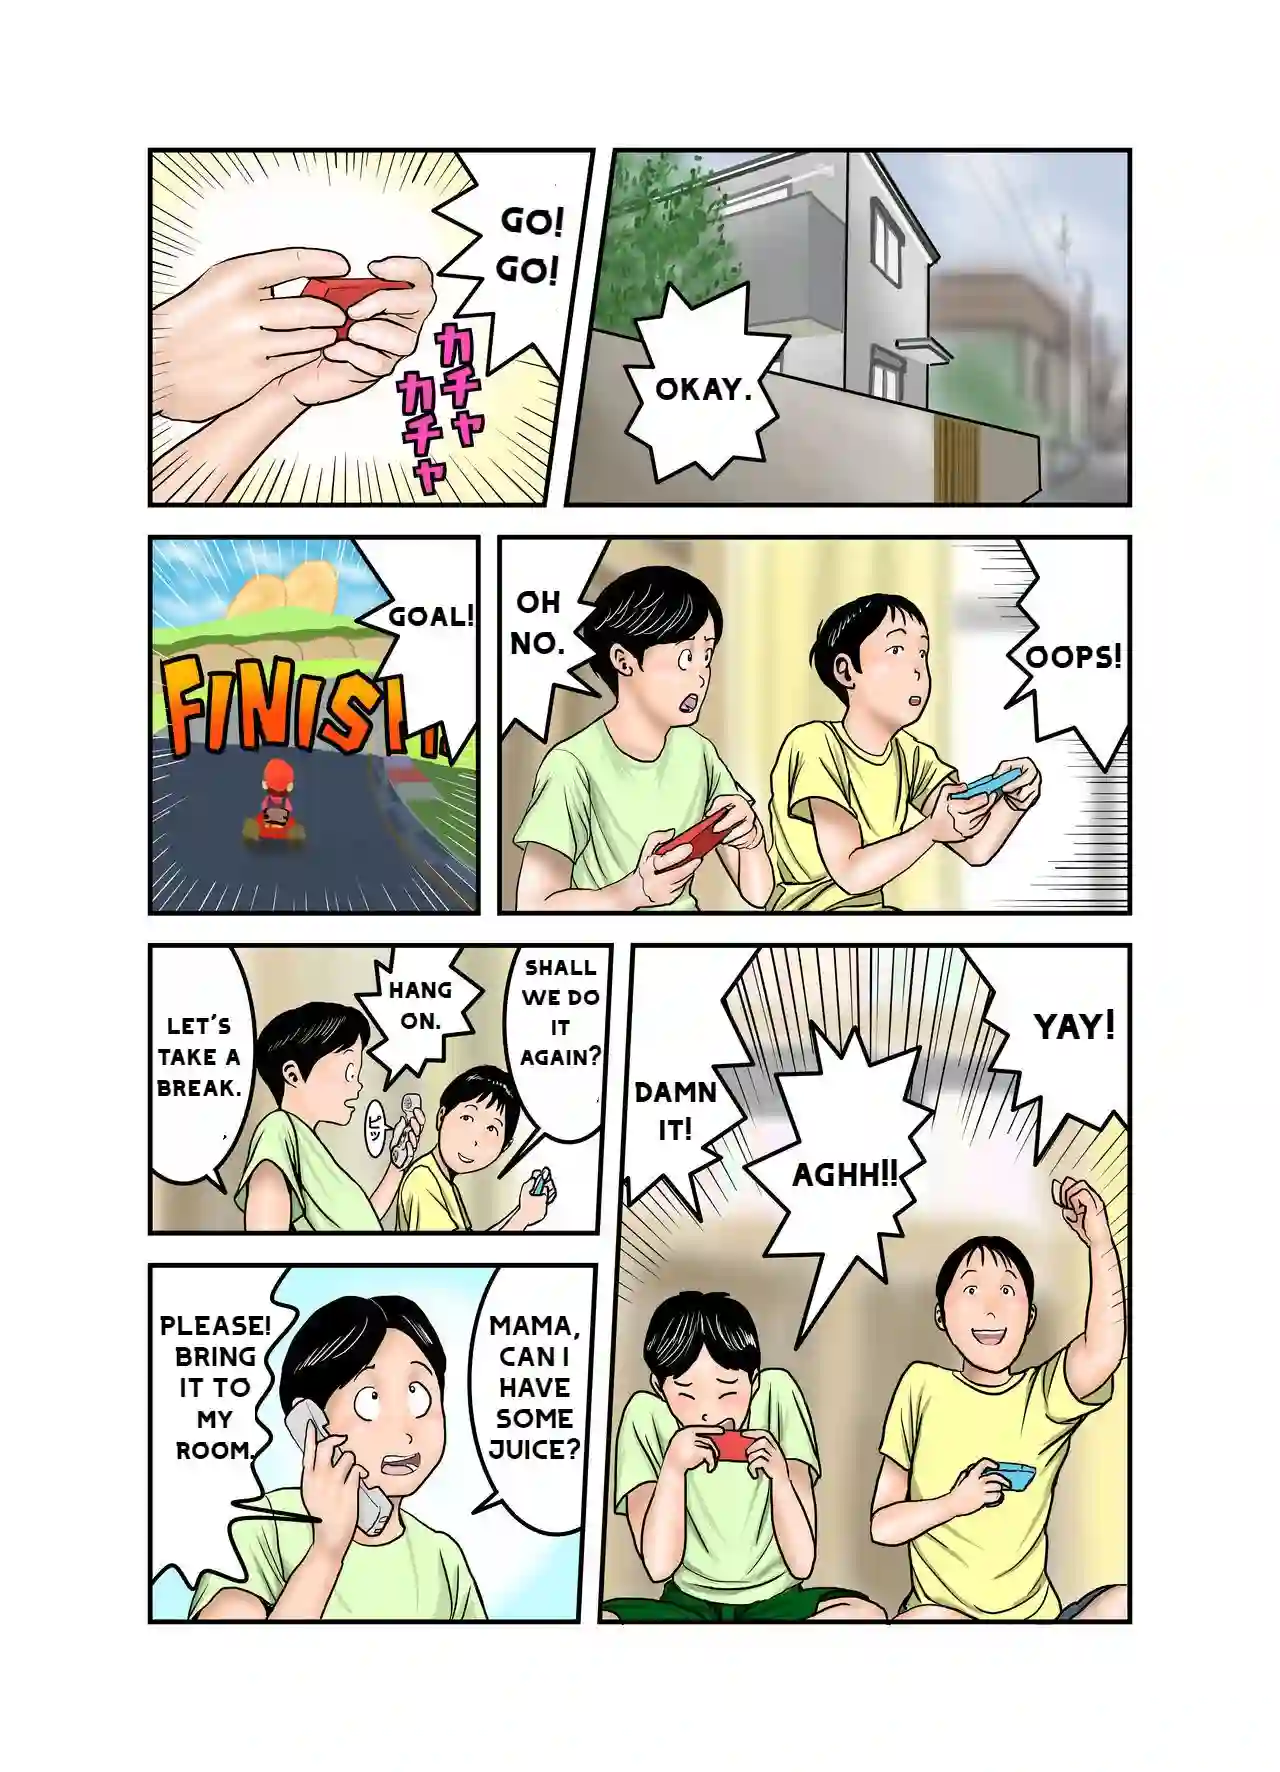 OKAY.
GO!
GO!
カチャ
カチャ
OOPS!
OH
NO.
GOAL!
FINISH
YAY!
AGHH!!
DAMN
IT!
SHALL
WE DO
IT
AGAIN?
HANG
ON.
ピッ
LET'S
TAKE A
BREAK.
MAMA,
CAN I
HAVE
SOME
JUICE?
PLEASE!
BRING
IT TO
MY
ROOM.